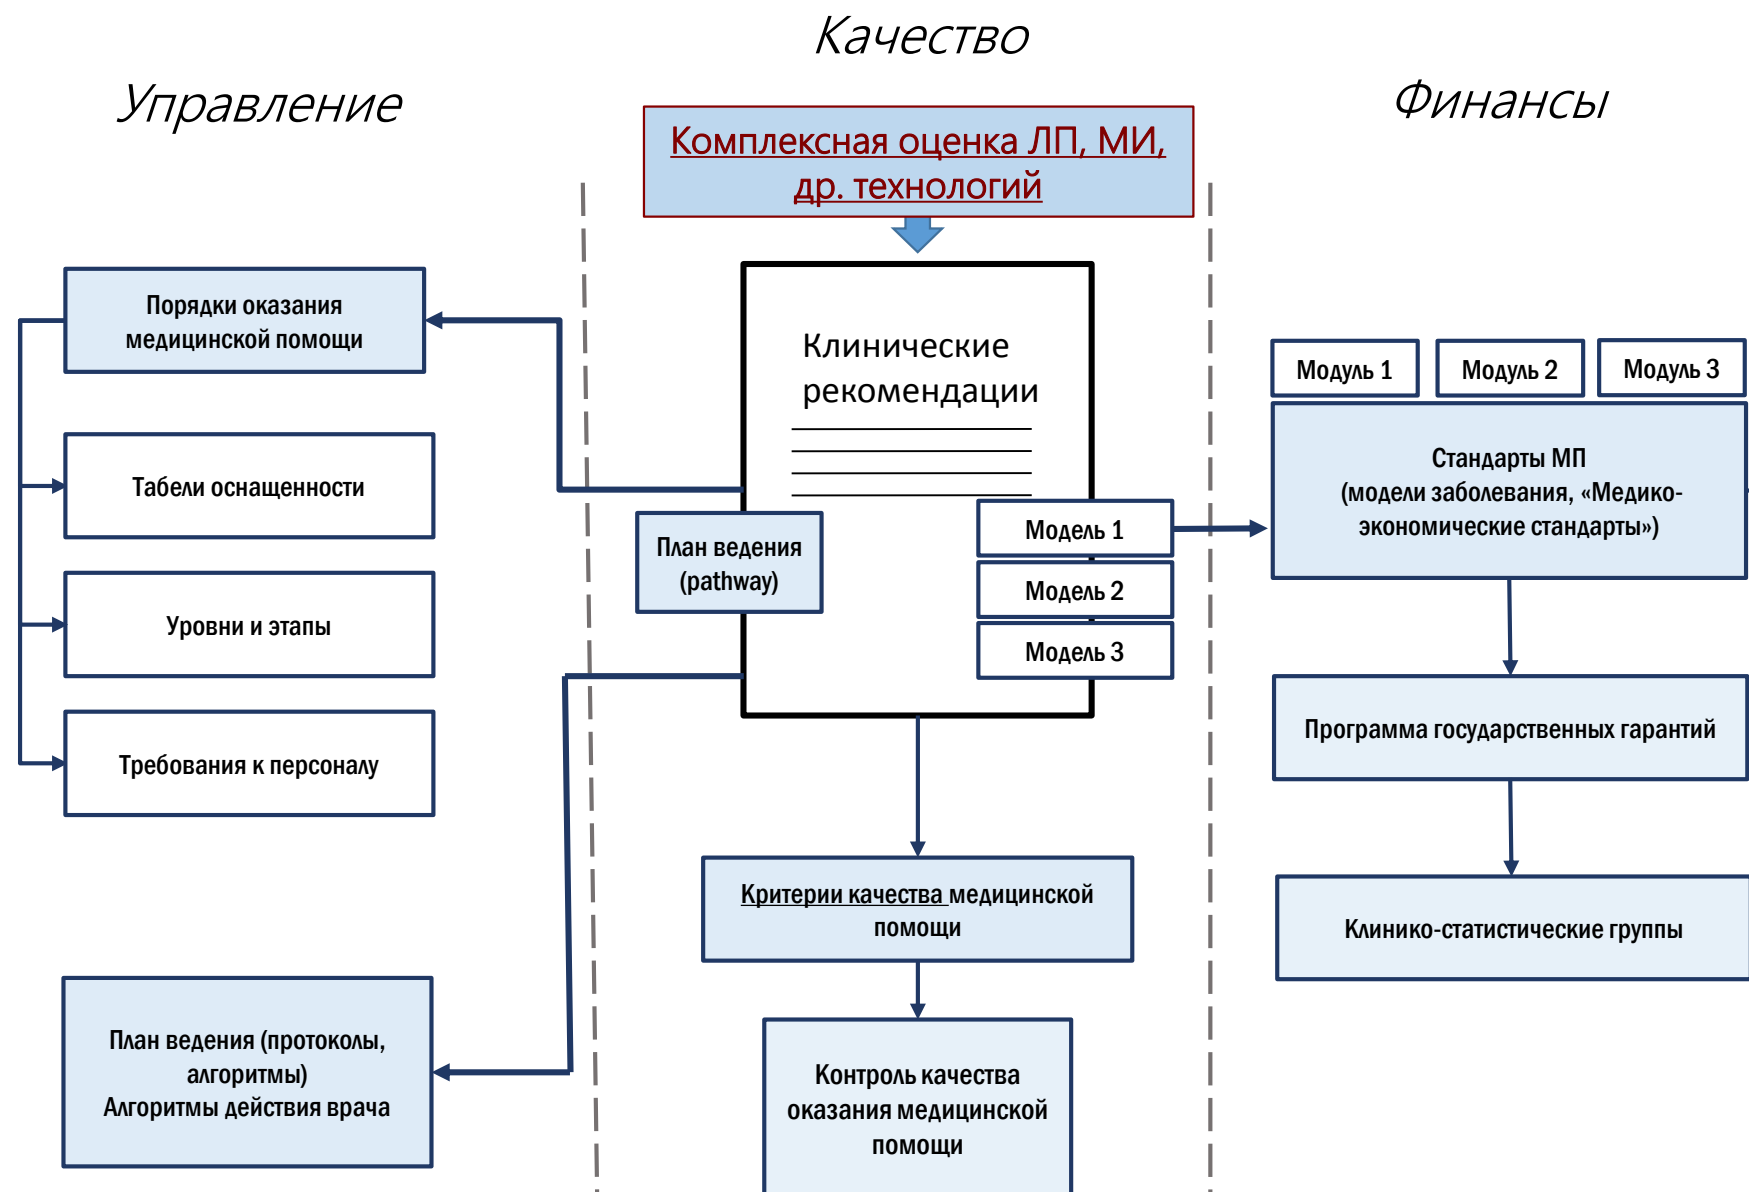 Качество
Управление
Финансы
Комплексная оценка ЛП, МИ,
др. технологий
Порядки оказания
медицинской помощи
Табели оснащенности
Уровни и этапы
Требования к персоналу
План ведения (протоколы,
алгоритмы)
Алгоритмы действия врача
Клинические
рекомендации
План ведения
(pathway)
Модель 1
Модель 2
Модель 3
Критерии качества медицинской
помощи
Контроль качества
оказания медицинской
помощи
Модуль 1
Модуль 2
Модуль 3
Стандарты МП
(модели заболевания, «Медико-
экономические стандарты»)
Программа государственных гарантий
Клинико-статистические группы